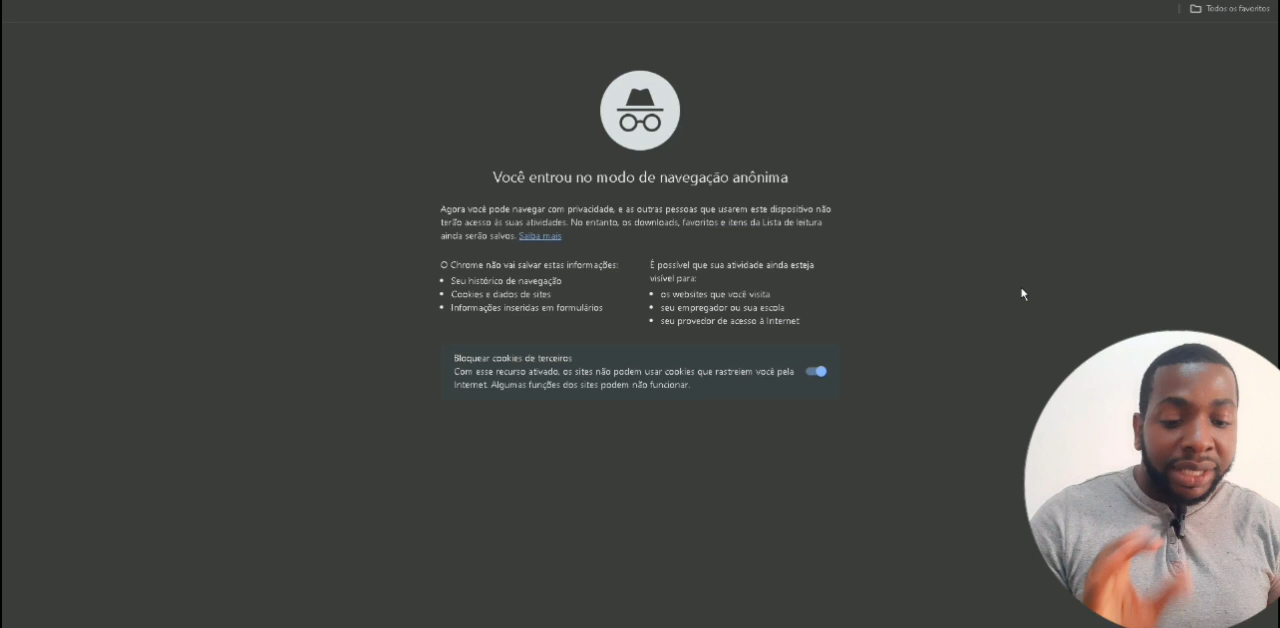 Todos os favoritos
Você entrou no modo de navegação anônima
Agora você pode navegar com privacidade, e as outras pessoas que usarem este dispositivo não
terão acesso às suas atividades. No entanto, os downloads, favoritos e itens da Lista de leitura
ainda serão salvos. Saiba mais
O Chrome não vai salvar estas informações:
• Seu histórico de navegação
• Cookies e dados de sites
• Informações inseridas em formulários
É possível que sua atividade ainda esteja
visível para:
• os websites que você visita
• seu empregador ou sua escola
• seu provedor de acesso à Internet
Bloquear cookies de terceiros
Com esse recurso ativado, os sites não podem usar cookies que rastreiem você pela
Internet. Algumas funções dos sites podem não funcionar.